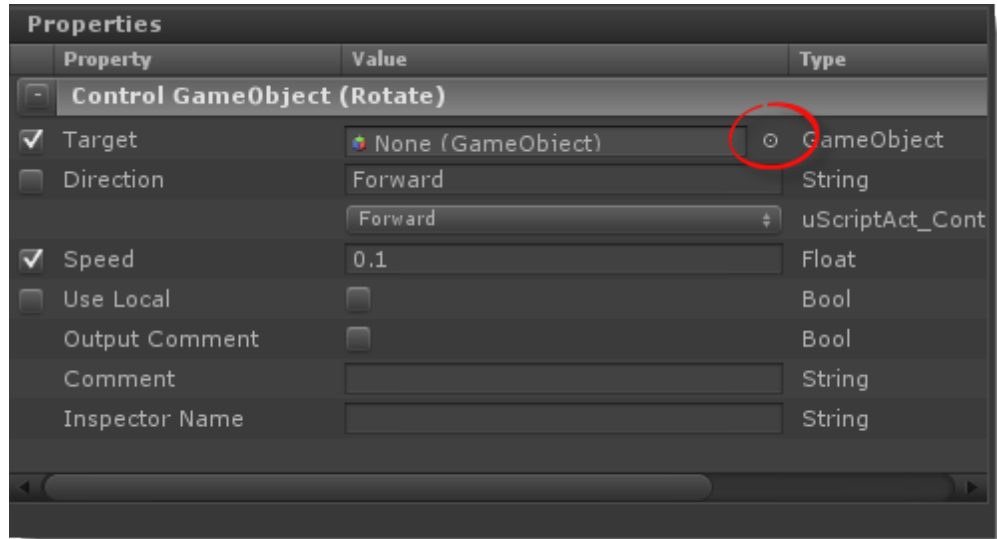 Properties
Property Value Type
- Control GameObject (Rotate)
Target None (GameObject) GameObject
Direction Forward String
Forward uScriptAct_Cont
Speed 0.1 Float
Use Local Bool
Output Comment Bool
Comment String
Inspector Name String